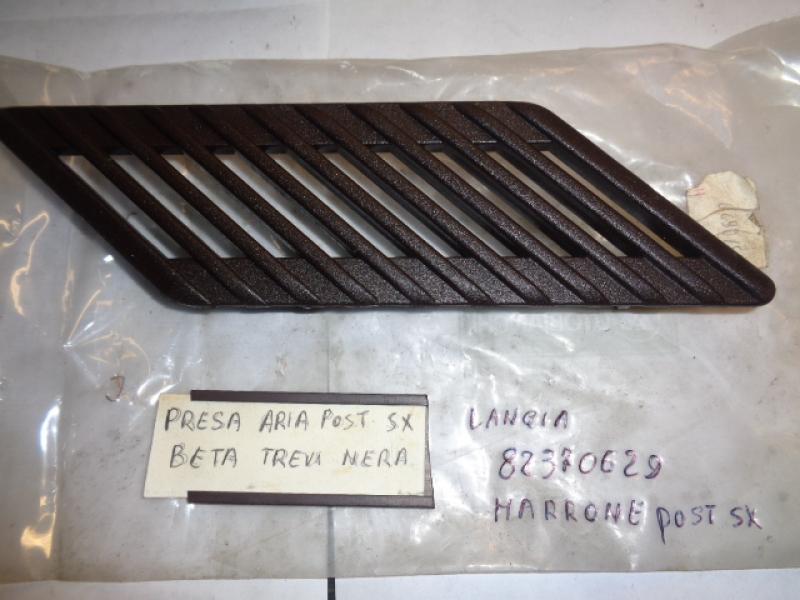 PRESA ARIA POST SX
BETA TREVI NERA
LANCIA
82370629
MARRONE POST SX